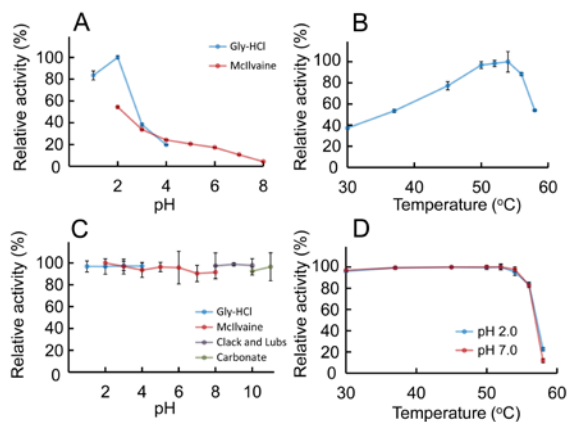 A
Relative activity (%)
100
80
60
40
20
0
2
4
6
8
pH
Gly-HCl
McIlvaine
B
Relative activity (%)
100
80
60
40
20
0
30
40
50
60
Temperature (°C)
C
Relative activity (%)
100
80
60
40
20
0
2
4
6
8
10
pH
Gly-HCl
McIlvaine
Clack and Lubs
Carbonate
D
Relative activity (%)
100
80
60
40
20
0
30
40
50
60
Temperature (°C)
pH 2.0
pH 7.0